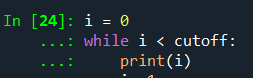 In [24]: i = 0
...: while i < cutoff:
...: print(i)